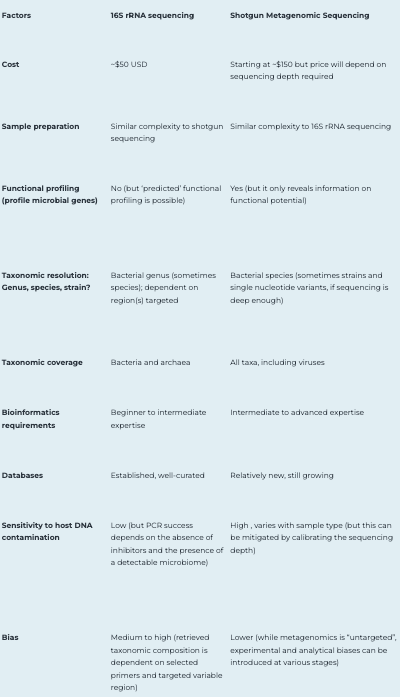 Factors 16S rRNA sequencing Shotgun Metagenomic Sequencing
Cost ~$50 USD Starting at ~$150 but price will depend on
sequencing depth required
Sample preparation Similar complexity to shotgun Similar complexity to 16S rRNA sequencing
sequencing
Functional profiling No (but 'predicted' functional Yes (but it only reveals information on
(profile microbial genes) profiling is possible) functional potential)
Taxonomic resolution: Bacterial genus (sometimes Bacterial species (sometimes strains and
Genus, species, strain? species); dependent on single nucleotide variants, if sequencing is
region(s) targeted deep enough)
Taxonomic coverage Bacteria and archaea All taxa, including viruses
Bioinformatics Beginner to intermediate Intermediate to advanced expertise
requirements expertise
Databases Established, well-curated Relatively new, still growing
Sensitivity to host DNA Low (but PCR success High , varies with sample type (but this can
contamination depends on the absence of be mitigated by calibrating the sequencing
inhibitors and the presence of depth)
a detectable microbiome)
Bias Medium to high (retrieved Lower (while metagenomics is "untargeted",
taxonomic composition is experimental and analytical biases can be
dependent on selected introduced at various stages)
primers and targeted variable
region)